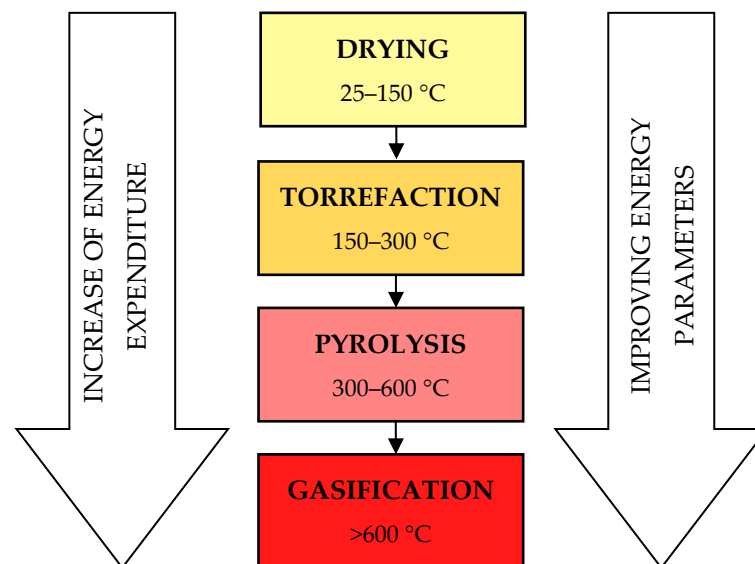 INCREASE OF ENERGY
EXPENDITURE
DRYING
25–150 °C
TORREFACTION
150–300 °C
PYROLYSIS
300–600 °C
GASIFICATION
>600 °C
IMPROVING ENERGY
PARAMETERS